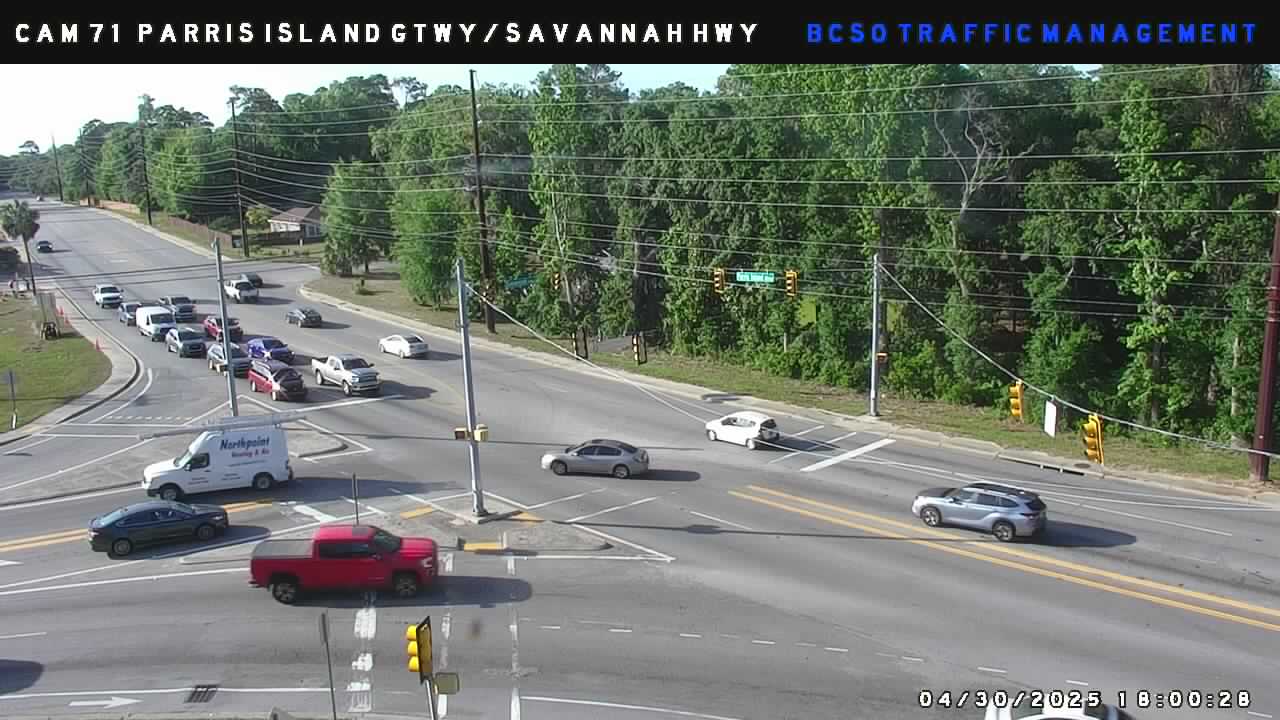 CAM 71 PARRIS ISLAND GTWY/SAVANNAH HWY BCSO TRAFFIC MANAGEMENT
Northpoint
Heating & Air
04/30/2025 18:00:28